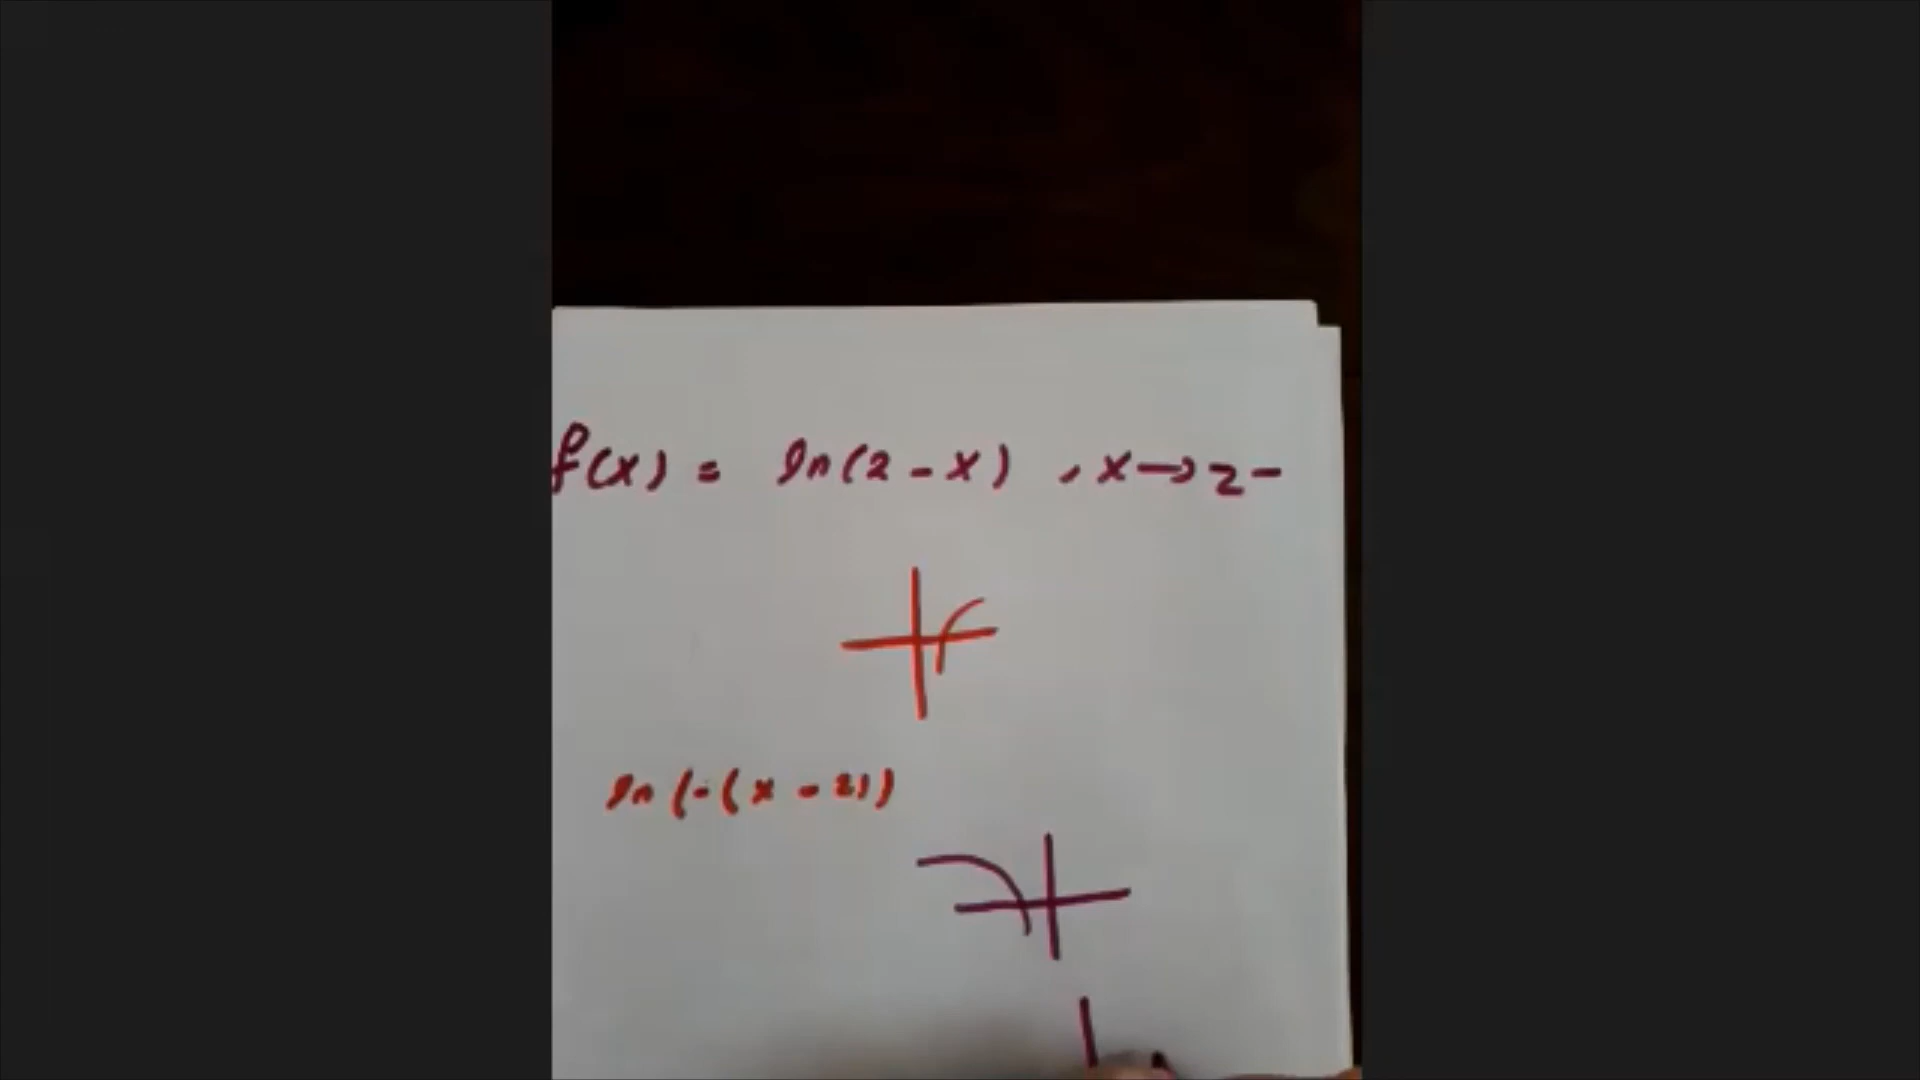 f(x) = ln(2-x) , x→2-
ln(-(x-2))